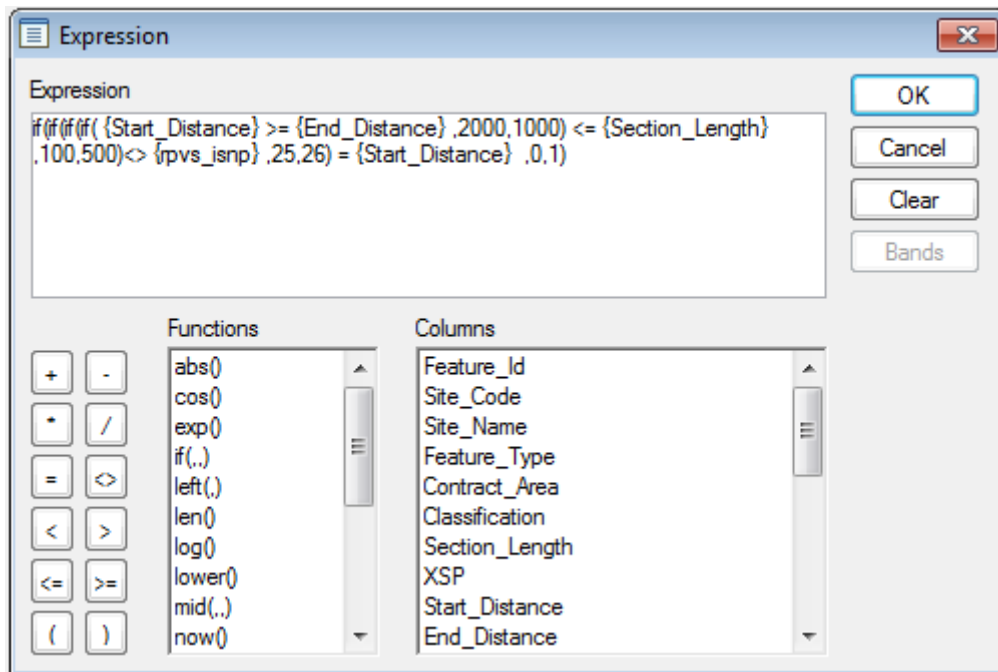 Expression
Expression
if(if(if(if( {Start_Distance} >= {End_Distance} ,2000,1000) <= {Section_Length}
,100,500)<> {rpvs_isnp} ,25,26) = {Start_Distance}  ,0,1)
OK
Cancel
Clear
Bands
Functions
Columns
+ -
* /
= <>
< >
<= >=
( )
abs()
cos()
exp()
if(,,)
left(,)
len()
log()
lower()
mid(,,)
now()
Feature_Id
Site_Code
Site_Name
Feature_Type
Contract_Area
Classification
Section_Length
XSP
Start_Distance
End_Distance